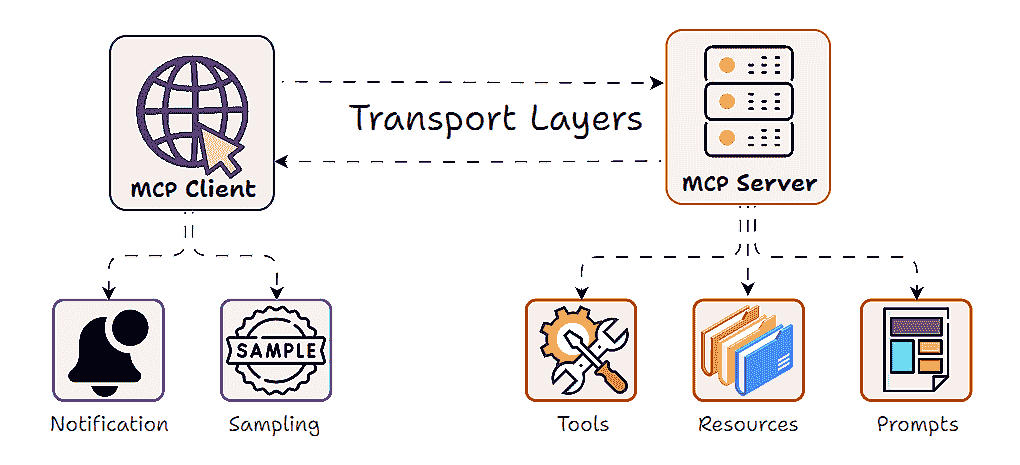 Transport Layers
MCP Client
MCP Server
SAMPLE
Notification
Sampling
Tools
Resources
Prompts